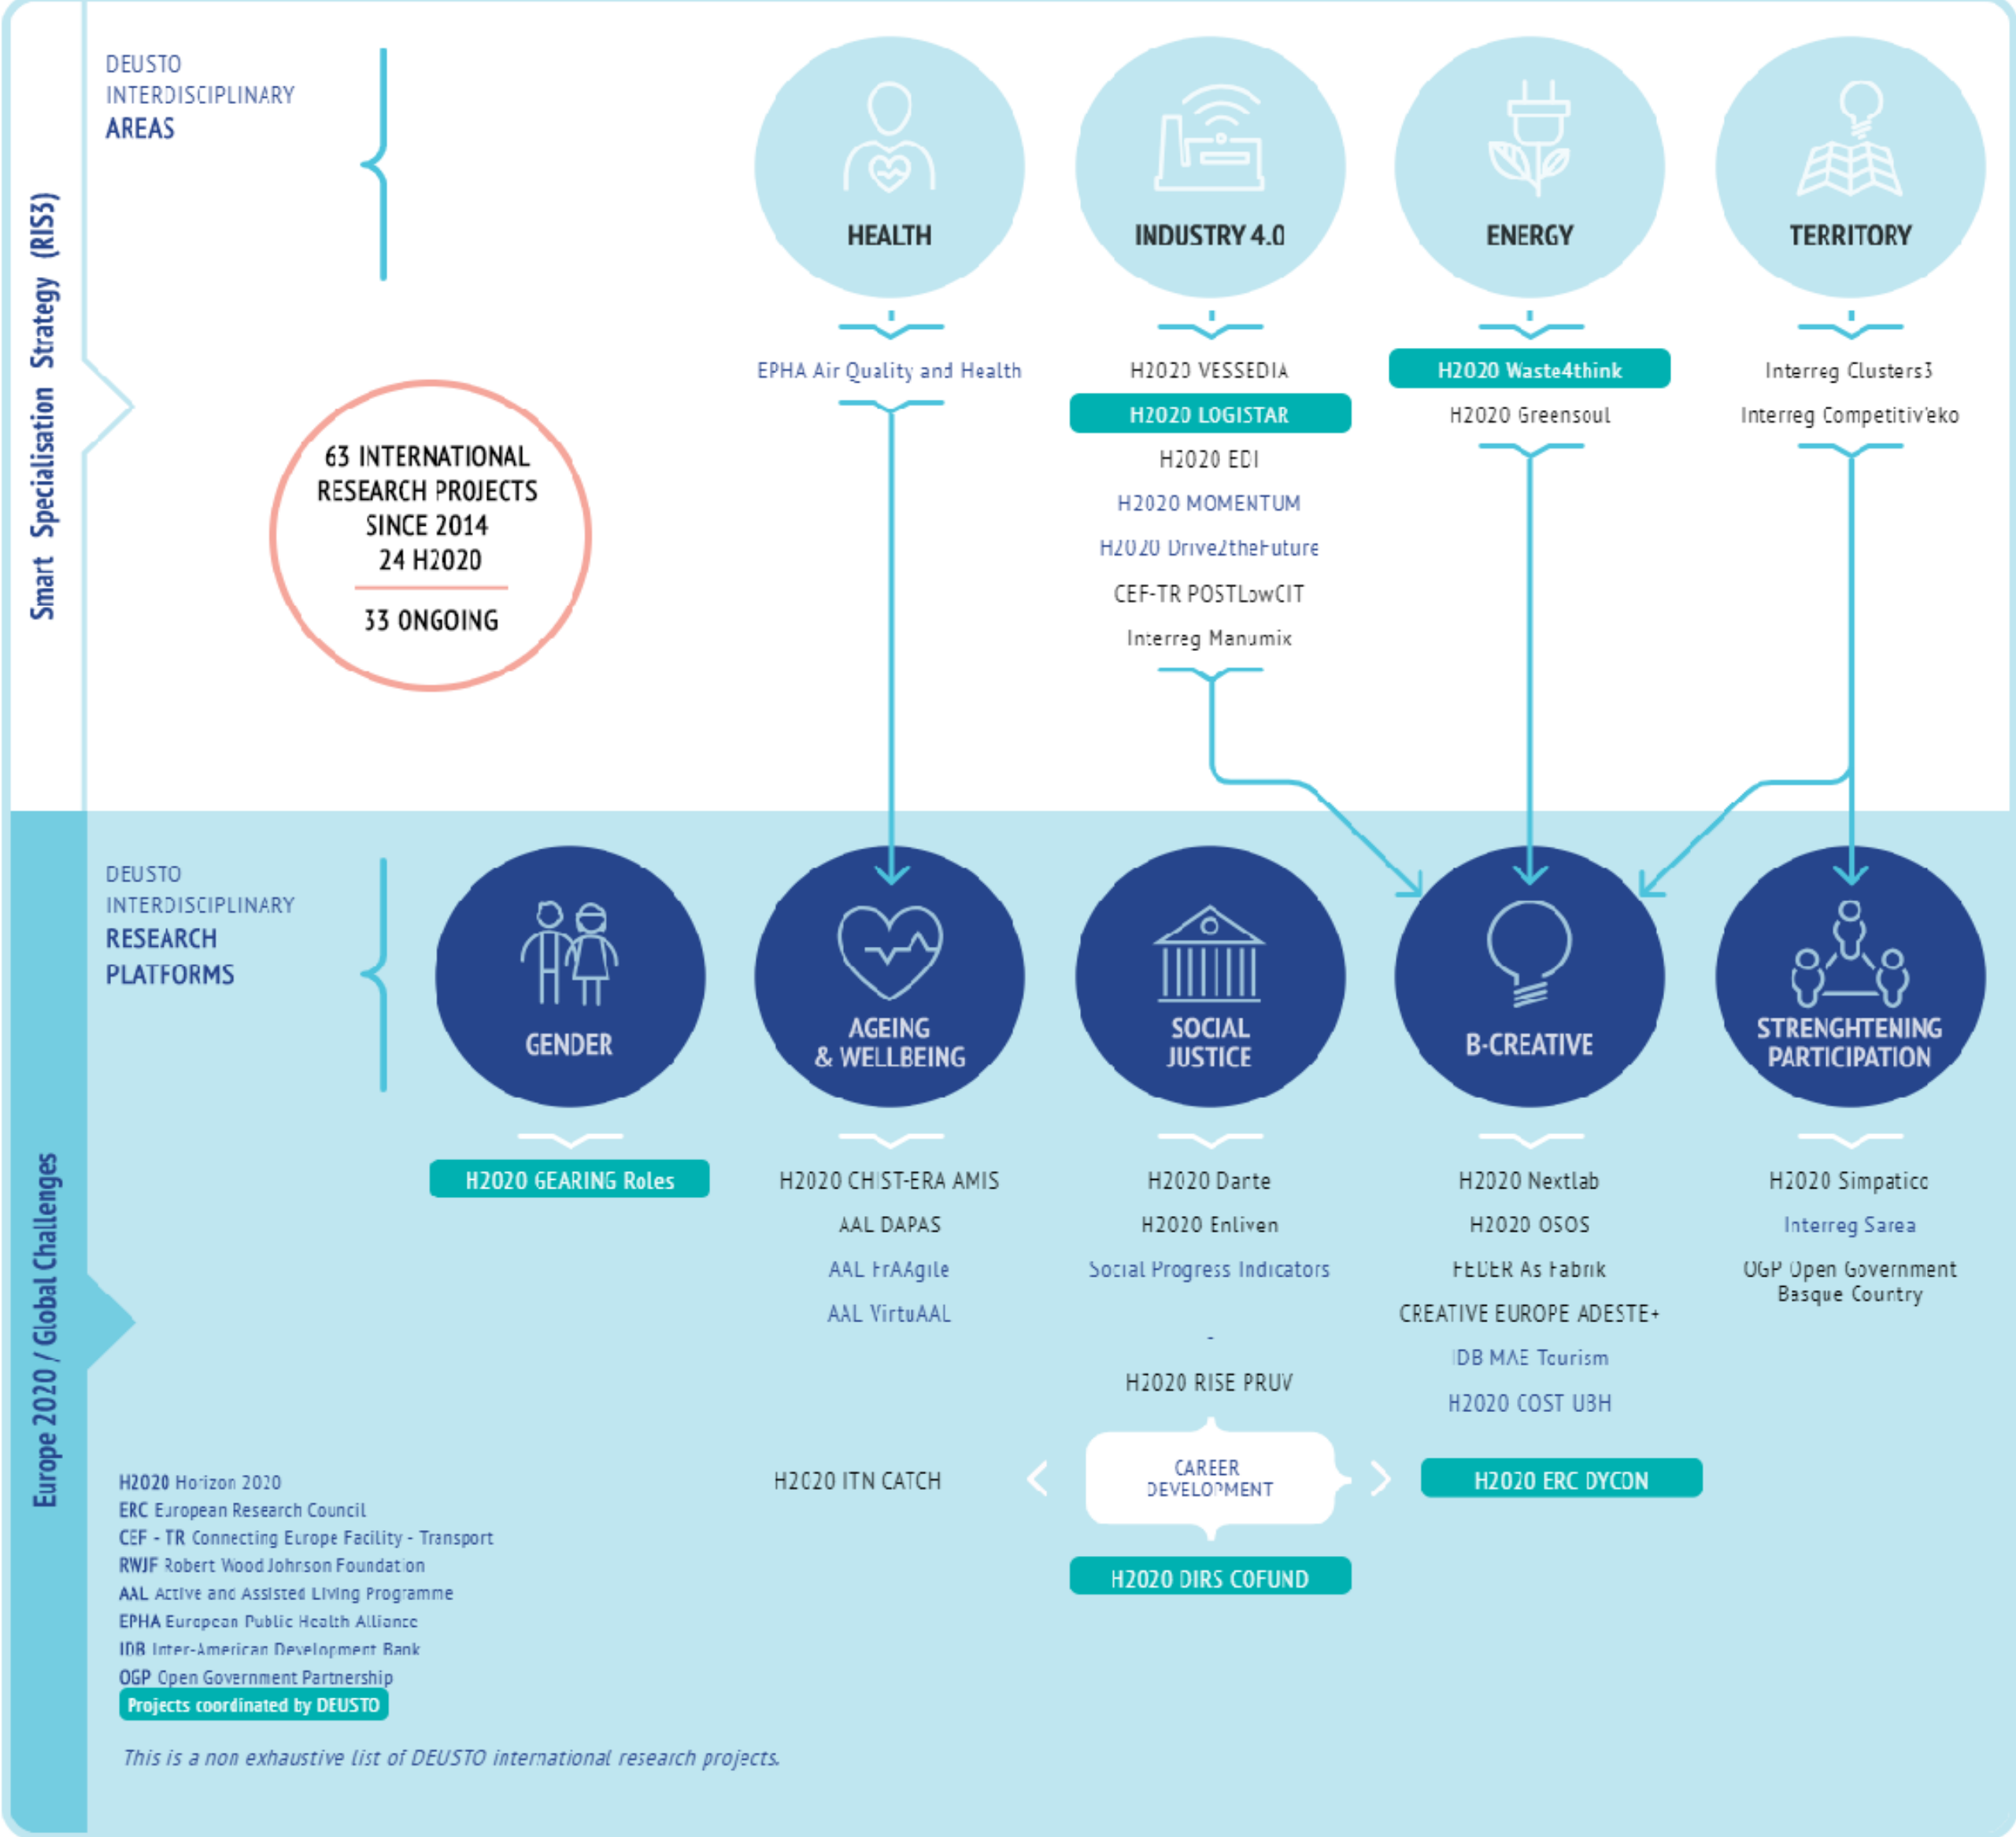 Smart Specialisation Strategy (RIS3)
DEUSTO
INTERDISCIPLINARY
AREAS
HEALTH
INDUSTRY 4.0
ENERGY
TERRITORY
63 INTERNATIONAL
RESEARCH PROJECTS
SINCE 2014
24 H2020
33 ONGOING
EPHA Air Quality and Health
H2020 VESSEDIA
H2020 LOGISTAR
H2020 EDI
H2020 MOMENTUM
H2020 Drive2theFuture
CEF-TR POSTLowCIT
Interreg Manumix
H2020 Waste4think
H2020 Greensoul
Interreg Clusters3
Interreg Competitiv'eko
Europe 2020 / Global Challenges
DEUSTO
INTERDISCIPLINARY
RESEARCH
PLATFORMS
GENDER
AGEING
& WELLBEING
SOCIAL
JUSTICE
B-CREATIVE
STRENGHTENING
PARTICIPATION
H2020 GEARING Roles
H2020 CHIST-ERA AMIS
AAL DAPAS
AAL FrAAgile
AAL VirtuAAL
H2020 Dante
H2020 Enliven
Social Progress Indicators
-
H2020 RISE PRUV
H2020 Nextlab
H2020 OSOS
FEDER As Fabrik
CREATIVE EUROPE ADESTE+
IDB MAE Tourism
H2020 COST UBH
H2020 Simpatico
Interreg Sarea
OGP Open Government
Basque Country
H2020 ITN CATCH
CAREER
DEVELOPMENT
H2020 ERC DYCON
H2020 DIRS COFUND
H2020 Horizon 2020
ERC European Research Council
CEF - TR Connecting Europe Facility - Transport
RWJF Robert Wood Johnson Foundation
AAL Active and Assisted Living Programme
EPHA European Public Health Alliance
IDB Inter-American Development Bank
OGP Open Government Partnership
Projects coordinated by DEUSTO
This is a non exhaustive list of DEUSTO international research projects.